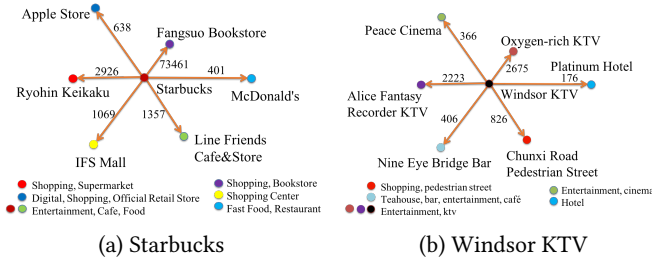 Apple Store
638
Fangsuo Bookstore
73461
2926
401
Ryohin Keikaku
Starbucks
McDonald's
1069
1357
IFS Mall
Line Friends
Cafe&Store
Shopping, Supermarket
Digital, Shopping, Official Retail Store
Entertainment, Cafe, Food
Shopping, Bookstore
Shopping Center
Fast Food, Restaurant
(a) Starbucks
Peace Cinema
366
Oxygen-rich KTV
2675
Platinum Hotel
2223
176
Alice Fantasy
Recorder KTV
Windsor KTV
406
826
Nine Eye Bridge Bar
Chunxi Road
Pedestrian Street
Shopping, pedestrian street
Teahouse, bar, entertainment, café
Entertainment, ktv
Entertainment, cinema
Hotel
(b) Windsor KTV